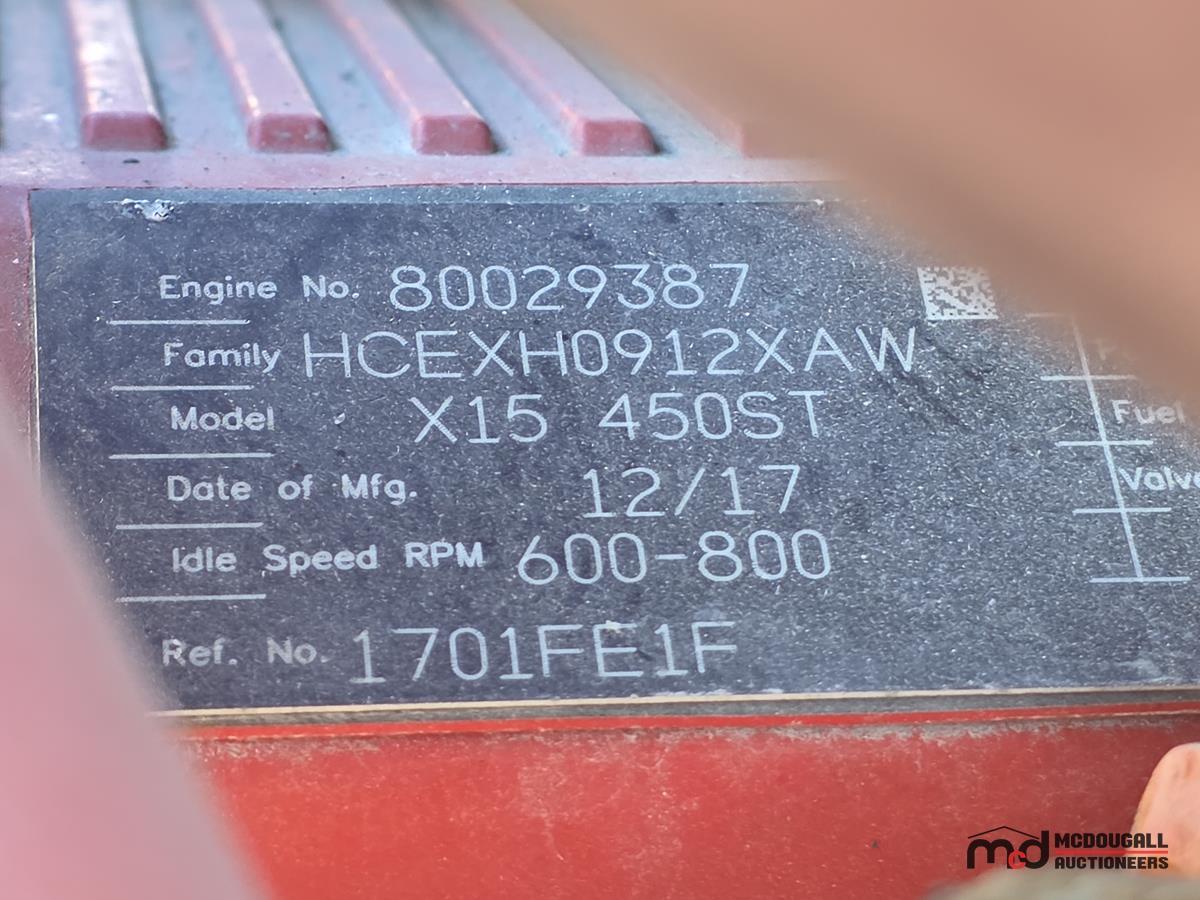 Engine No. 80029387
Family HCEXH0912XAW
Model X15 450ST
Fuel
Date of Mfg. 12/17
Idle Speed RPM 600-800
Ref. No. 1701FE1F
mcd MCDOUGALL
AUCTIONEERS